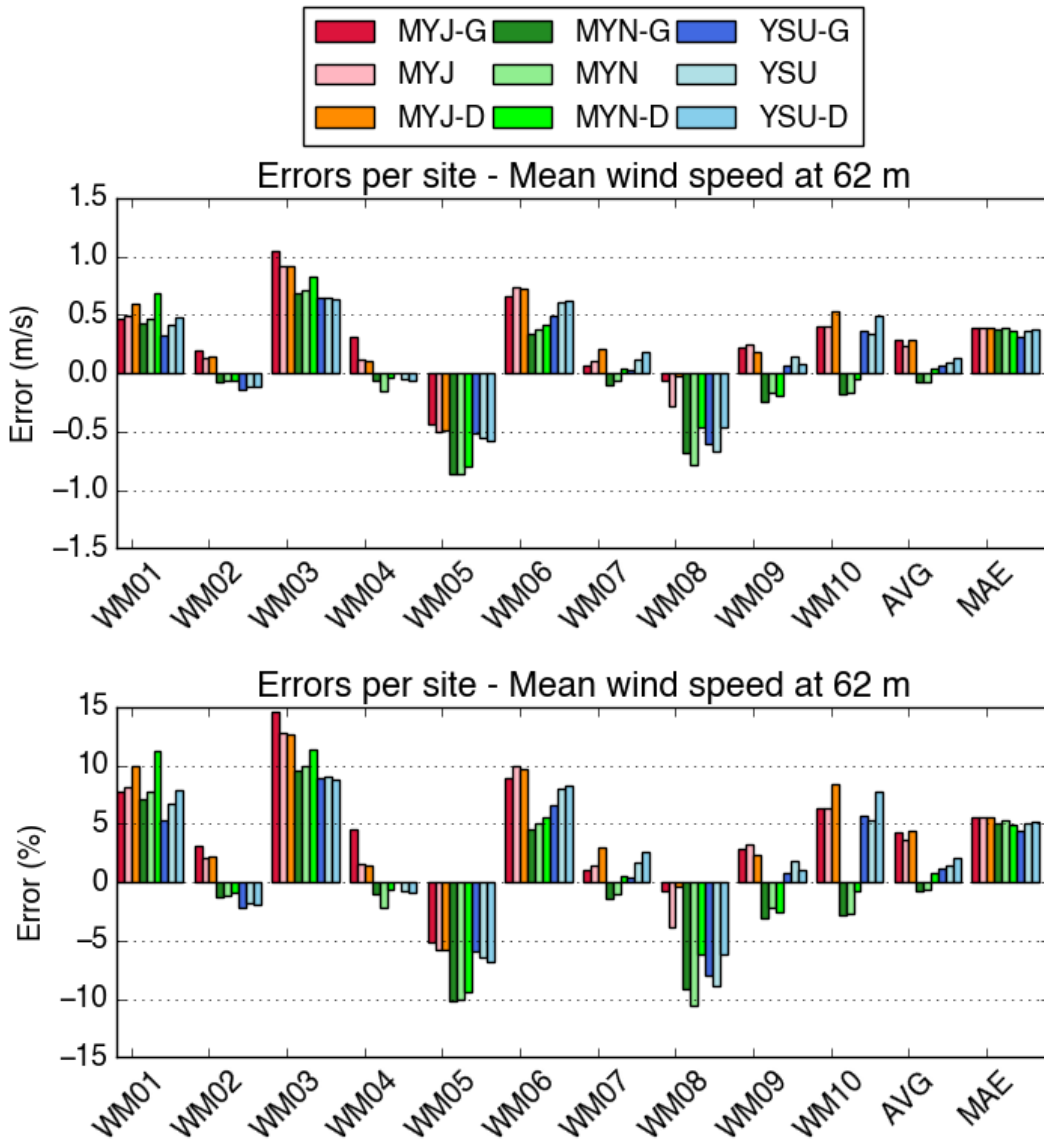 MYJ-G MYN-G YSU-G
MYJ MYN YSU
MYJ-D MYN-D YSU-D
Errors per site - Mean wind speed at 62 m
Error (m/s)
1.5
1.0
0.5
0.0
−0.5
−1.0
−1.5
WM01 WM02 WM03 WM04 WM05 WM06 WM07 WM08 WM09 WM10 AVG MAE
Errors per site - Mean wind speed at 62 m
Error (%)
15
10
5
0
−5
−10
−15
WM01 WM02 WM03 WM04 WM05 WM06 WM07 WM08 WM09 WM10 AVG MAE